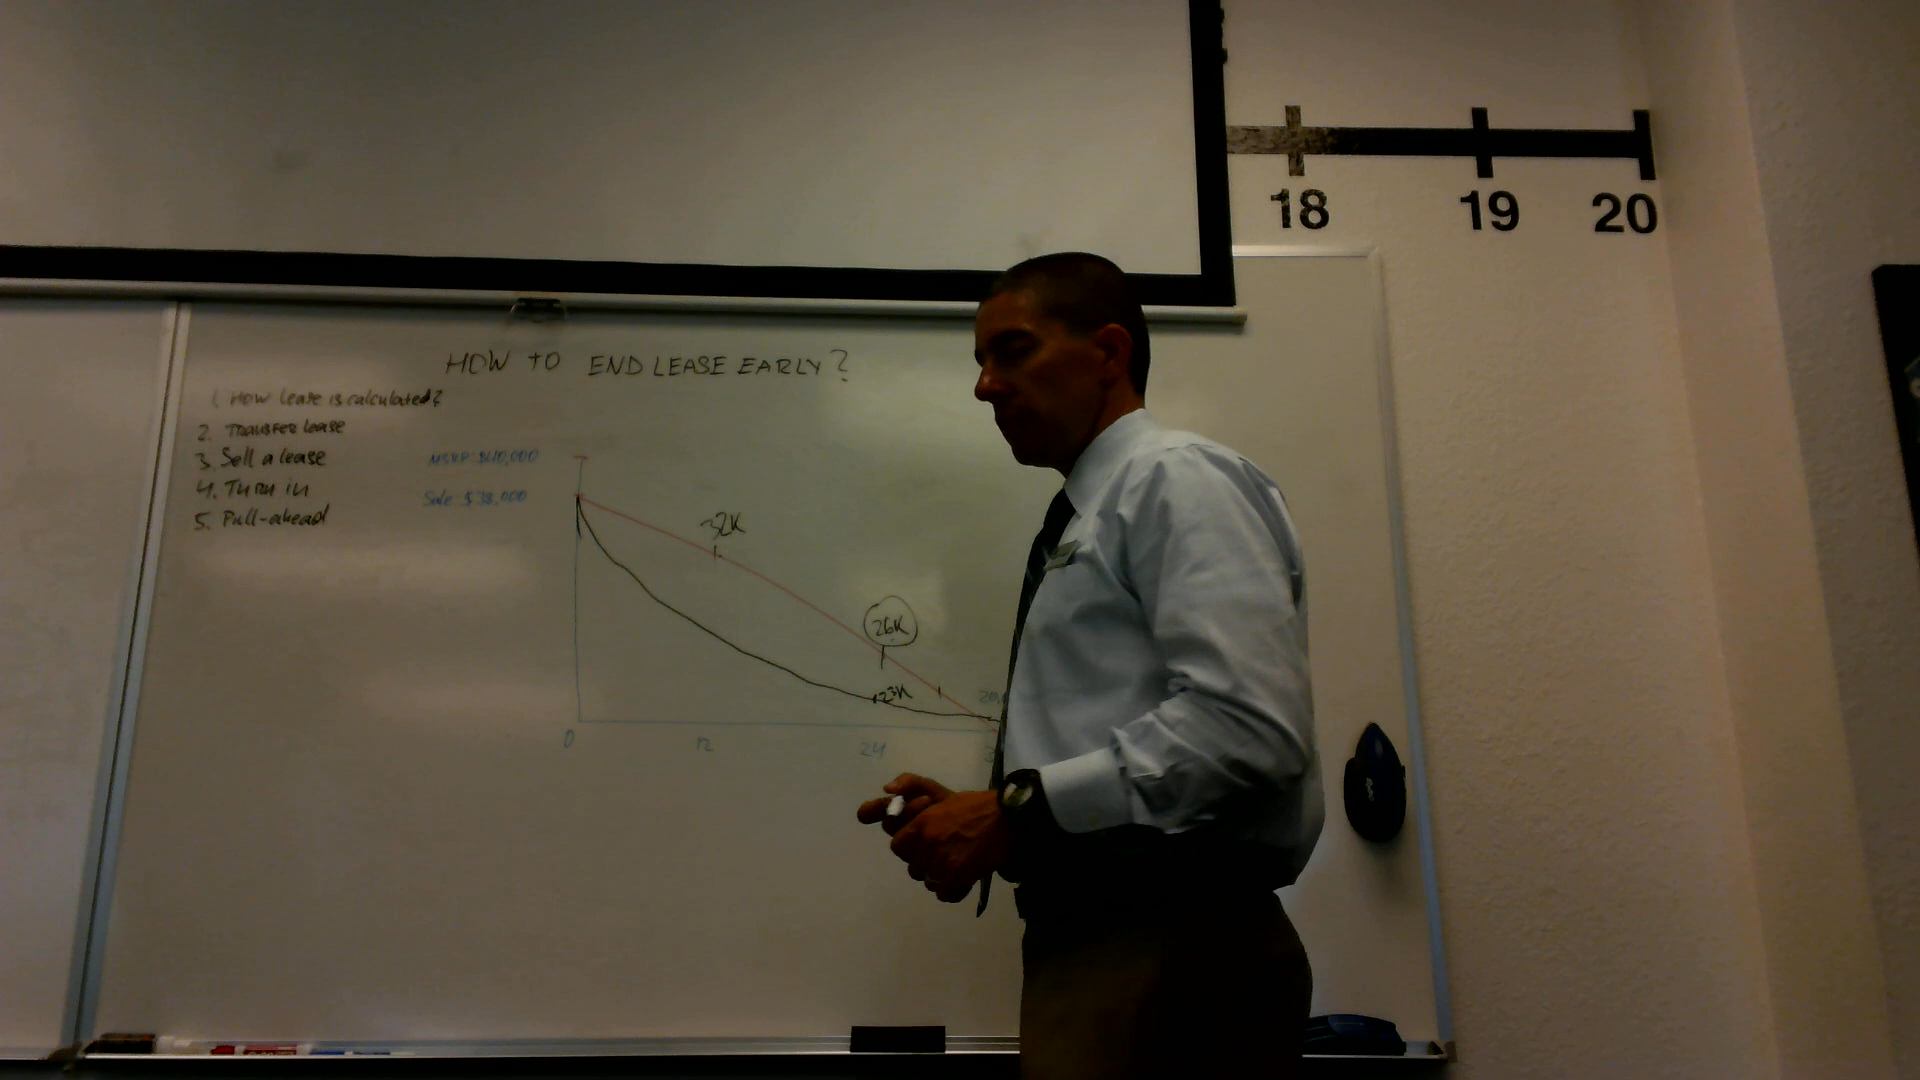 18 19 20
HOW TO END LEASE EARLY?
1. How lease is calculated?
2. Transfer lease
3. Sell a lease
4. Turn in
5. Pull-ahead
MSRP: $40,000
Sale: $38,000
32K
26K
23K
0 12 24